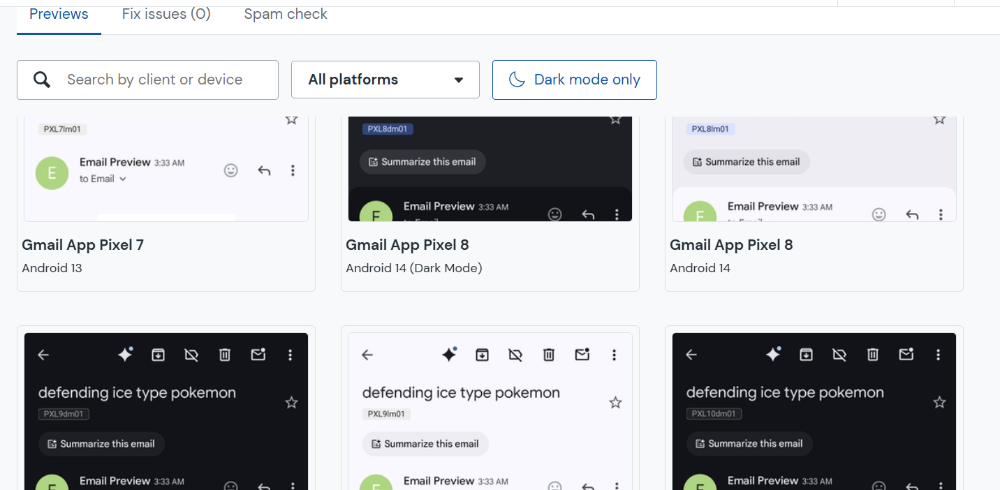 Previews Fix issues (0) Spam check
Search by client or device All platforms Dark mode only
PXL7lm01
Email Preview 3:33 AM
to Email
Gmail App Pixel 7
Android 13
PXL8dm01
Summarize this email
Email Preview 3:33 AM
to Email
Gmail App Pixel 8
Android 14 (Dark Mode)
PXL8lm01
Summarize this email
Email Preview 3:33 AM
to Email
Gmail App Pixel 8
Android 14
defending ice type pokemon
PXL9dm01
Summarize this email
Email Preview 3:33 AM
defending ice type pokemon
PXL9lm01
Summarize this email
Email Preview 3:33 AM
defending ice type pokemon
PXL10dm01
Summarize this email
Email Preview 3:33 AM
E
E
E
E
E
E